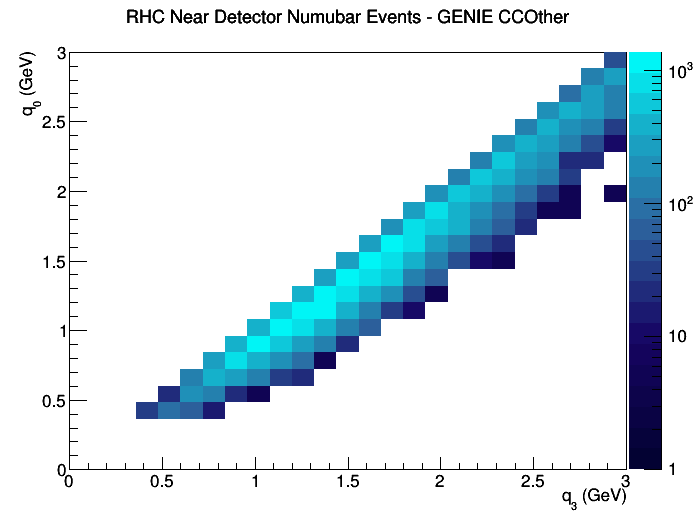 RHC Near Detector Numubar Events - GENIE CCOther
q₀ (GeV)
3
2.5
2
1.5
1
0.5
0
0 0.5 1 1.5 2 2.5 3
q₃ (GeV)
10³
10²
10
1